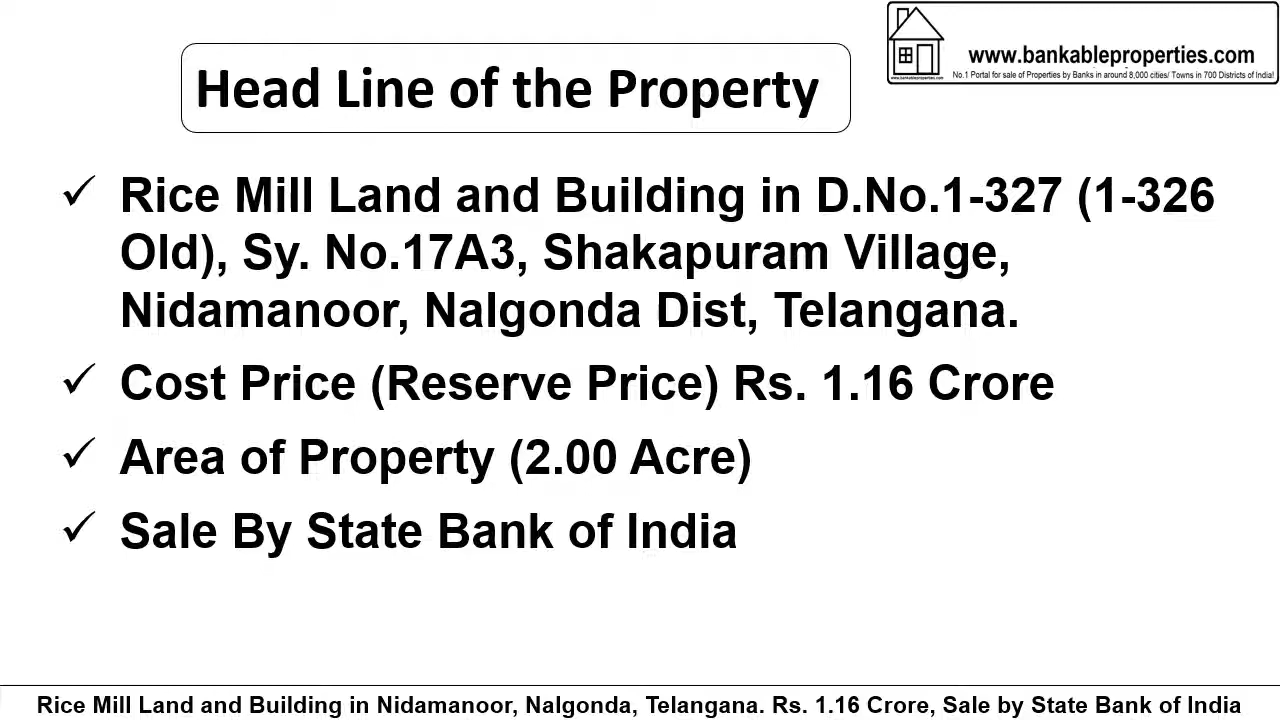 www.bankableproperties.com
No.1 Portal for sale of Properties by Banks in around 8,000 cities/ Towns in 700 Districts of India!
Head Line of the Property
✓ Rice Mill Land and Building in D.No.1-327 (1-326
Old), Sy. No.17A3, Shakapuram Village,
Nidamanoor, Nalgonda Dist, Telangana.
✓ Cost Price (Reserve Price) Rs. 1.16 Crore
✓ Area of Property (2.00 Acre)
✓ Sale By State Bank of India
Rice Mill Land and Building in Nidamanoor, Nalgonda, Telangana. Rs. 1.16 Crore, Sale by State Bank of India